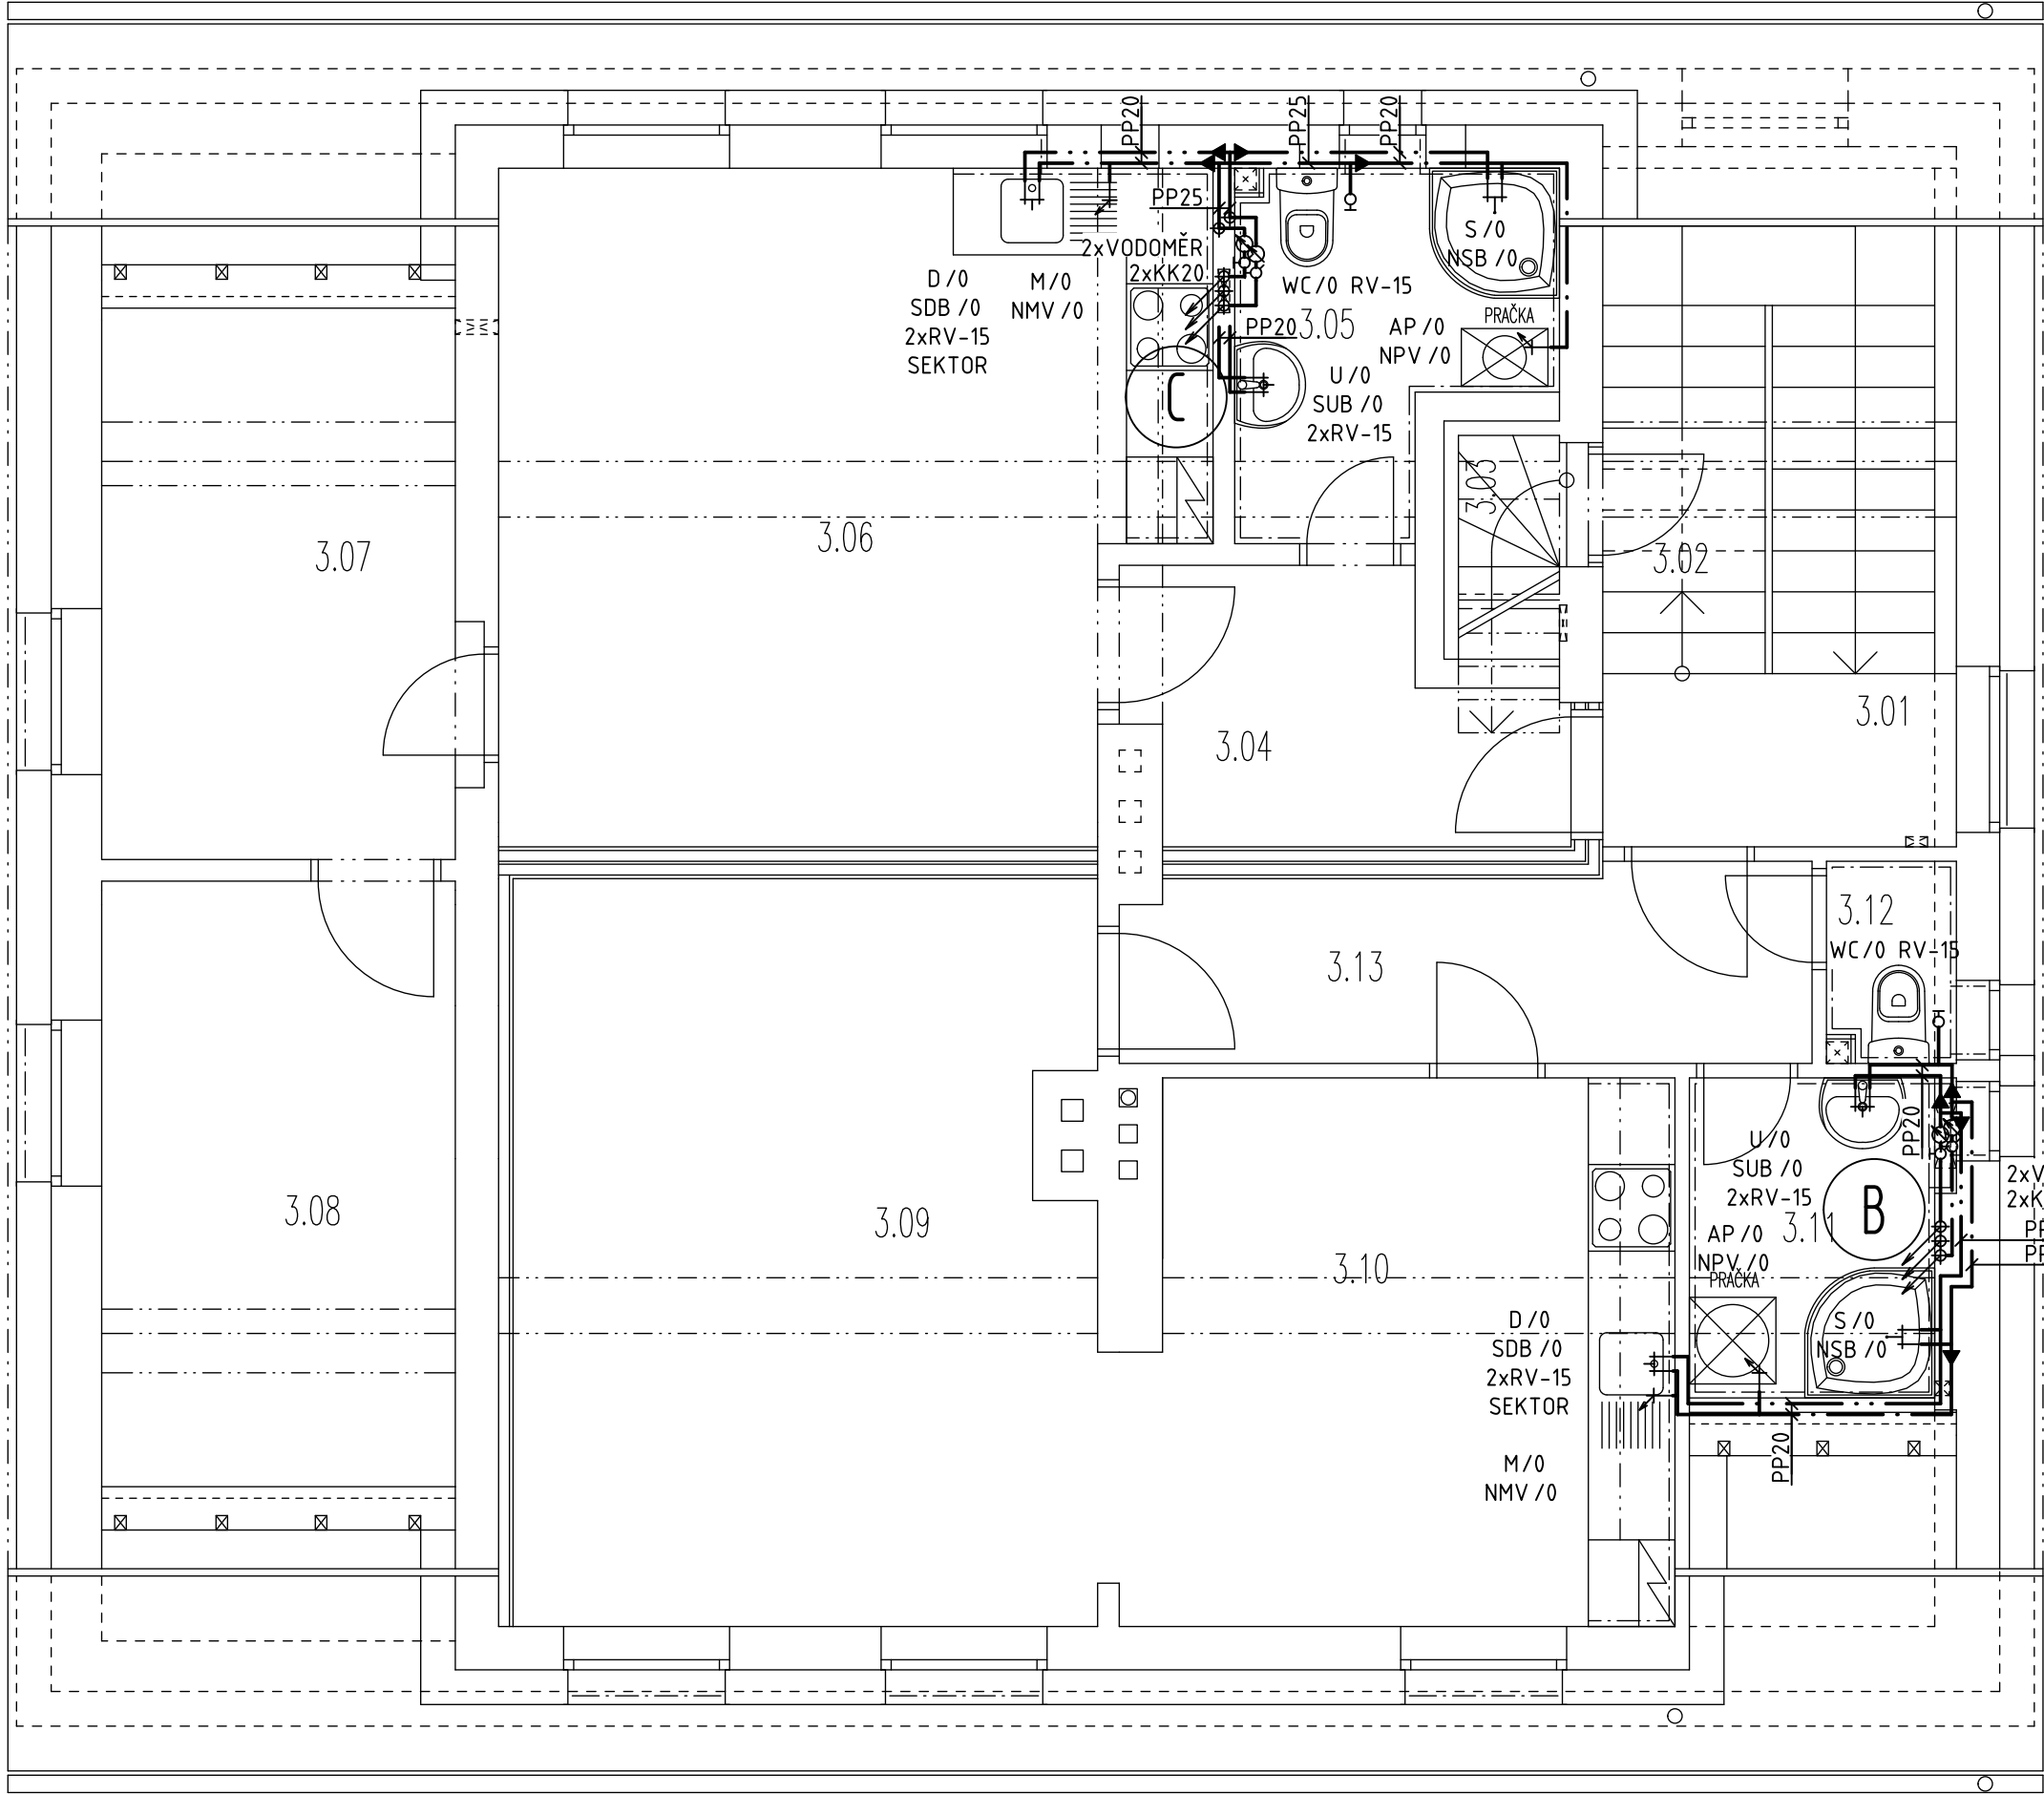 PP20
PP25
PP20
PP25
2xVODOMĚR
2xKK20
D/0
SDB/0
2xRV-15
SEKTOR
M/0
NMV/0
WC/0 RV-15
3.05
PP20
S/0
NSB/0
PRAČKA
AP/0
NPV/0
U/0
SUB/0
2xRV-15
C
3.03
3.02
3.01
3.07
3.06
3.04
3.12
WC/0 RV-15
3.13
PP20
U/0
SUB/0
2xRV-15
3.11
B
AP/0
NPV/0
PRAČKA
S/0
NSB/0
2xV
2xK
PP
PP
3.08
3.09
3.10
D/0
SDB/0
2xRV-15
SEKTOR
M/0
NMV/0
PP20